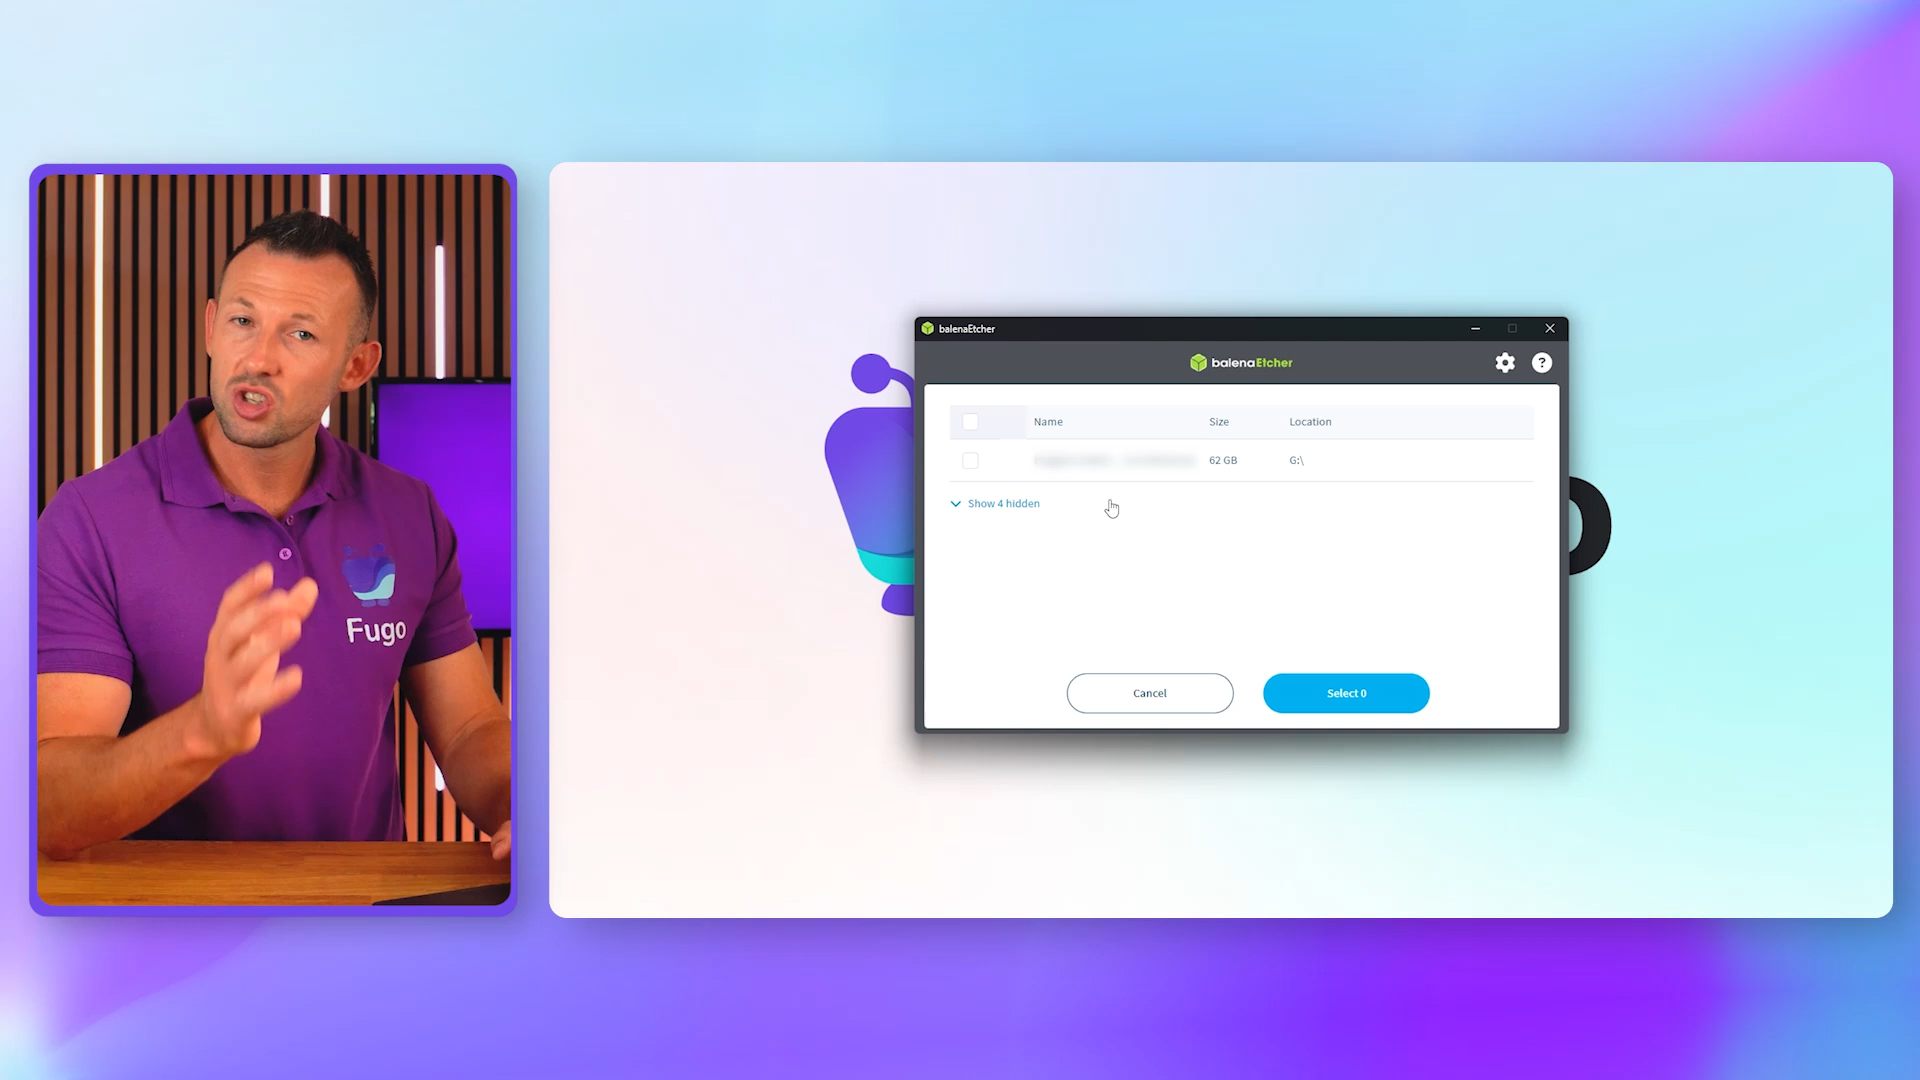 Fugo
balenaEtcher
balenaEtcher
?
Name Size Location
62 GB G:\
Show 4 hidden
Cancel Select 0